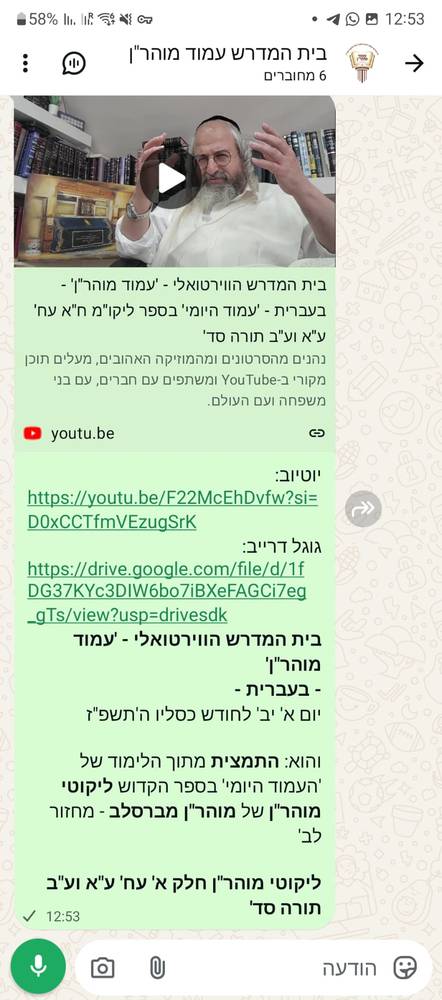 58%
12:53
בית המדרש עמוד מוהר"ן
6 מחוברים
בית המדרש הווירטואלי - 'עמוד מוהר"ן' -
בעברית - 'עמוד היומי' בספר ליקו"מ ח"א עח'
ע"א וע"ב תורה סד'
נהנים מהסרטונים ומהמוזיקה האהובים, מעלים תוכן
מקורי ב-YouTube ומשתפים עם חברים, עם בני
משפחה ועם העולם.
youtu.be
יוטיוב:
https://youtu.be/F22McEhDvfw?si=
D0xCCTfmVEzugSrK
גוגל דרייב:
https://drive.google.com/file/d/1f
DG37KYc3DIW6bo7iBXeFAGCi7eg
_gTs/view?usp=drivesdk
בית המדרש הווירטואלי - 'עמוד
מוהר"ן'
- בעברית -
יום א' יב' לחודש כסליו ה'תשפ"ז
והוא: התמצית מתוך הלימוד של
'העמוד היומי' בספר הקדוש ליקוטי
מוהר"ן של מוהר"ן מברסלב - מחזור
לב'
ליקוטי מוהר"ן חלק א' עח' ע"א וע"ב
תורה סד'
12:53
הודעה